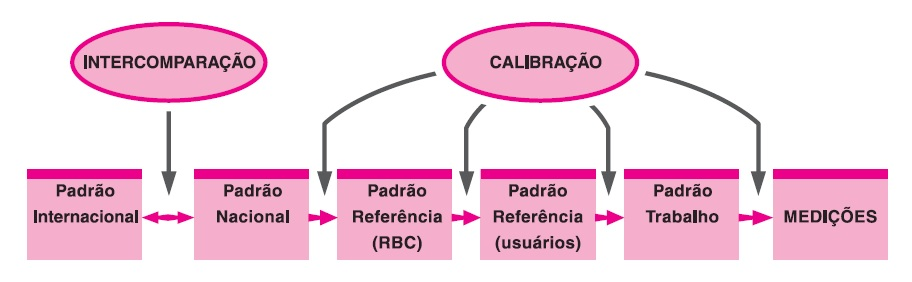 INTERCOMPARAÇÃO
CALIBRAÇÃO
Padrão
Internacional
Padrão
Nacional
Padrão
Referência
(RBC)
Padrão
Referência
(usuários)
Padrão
Trabalho
MEDIÇÕES